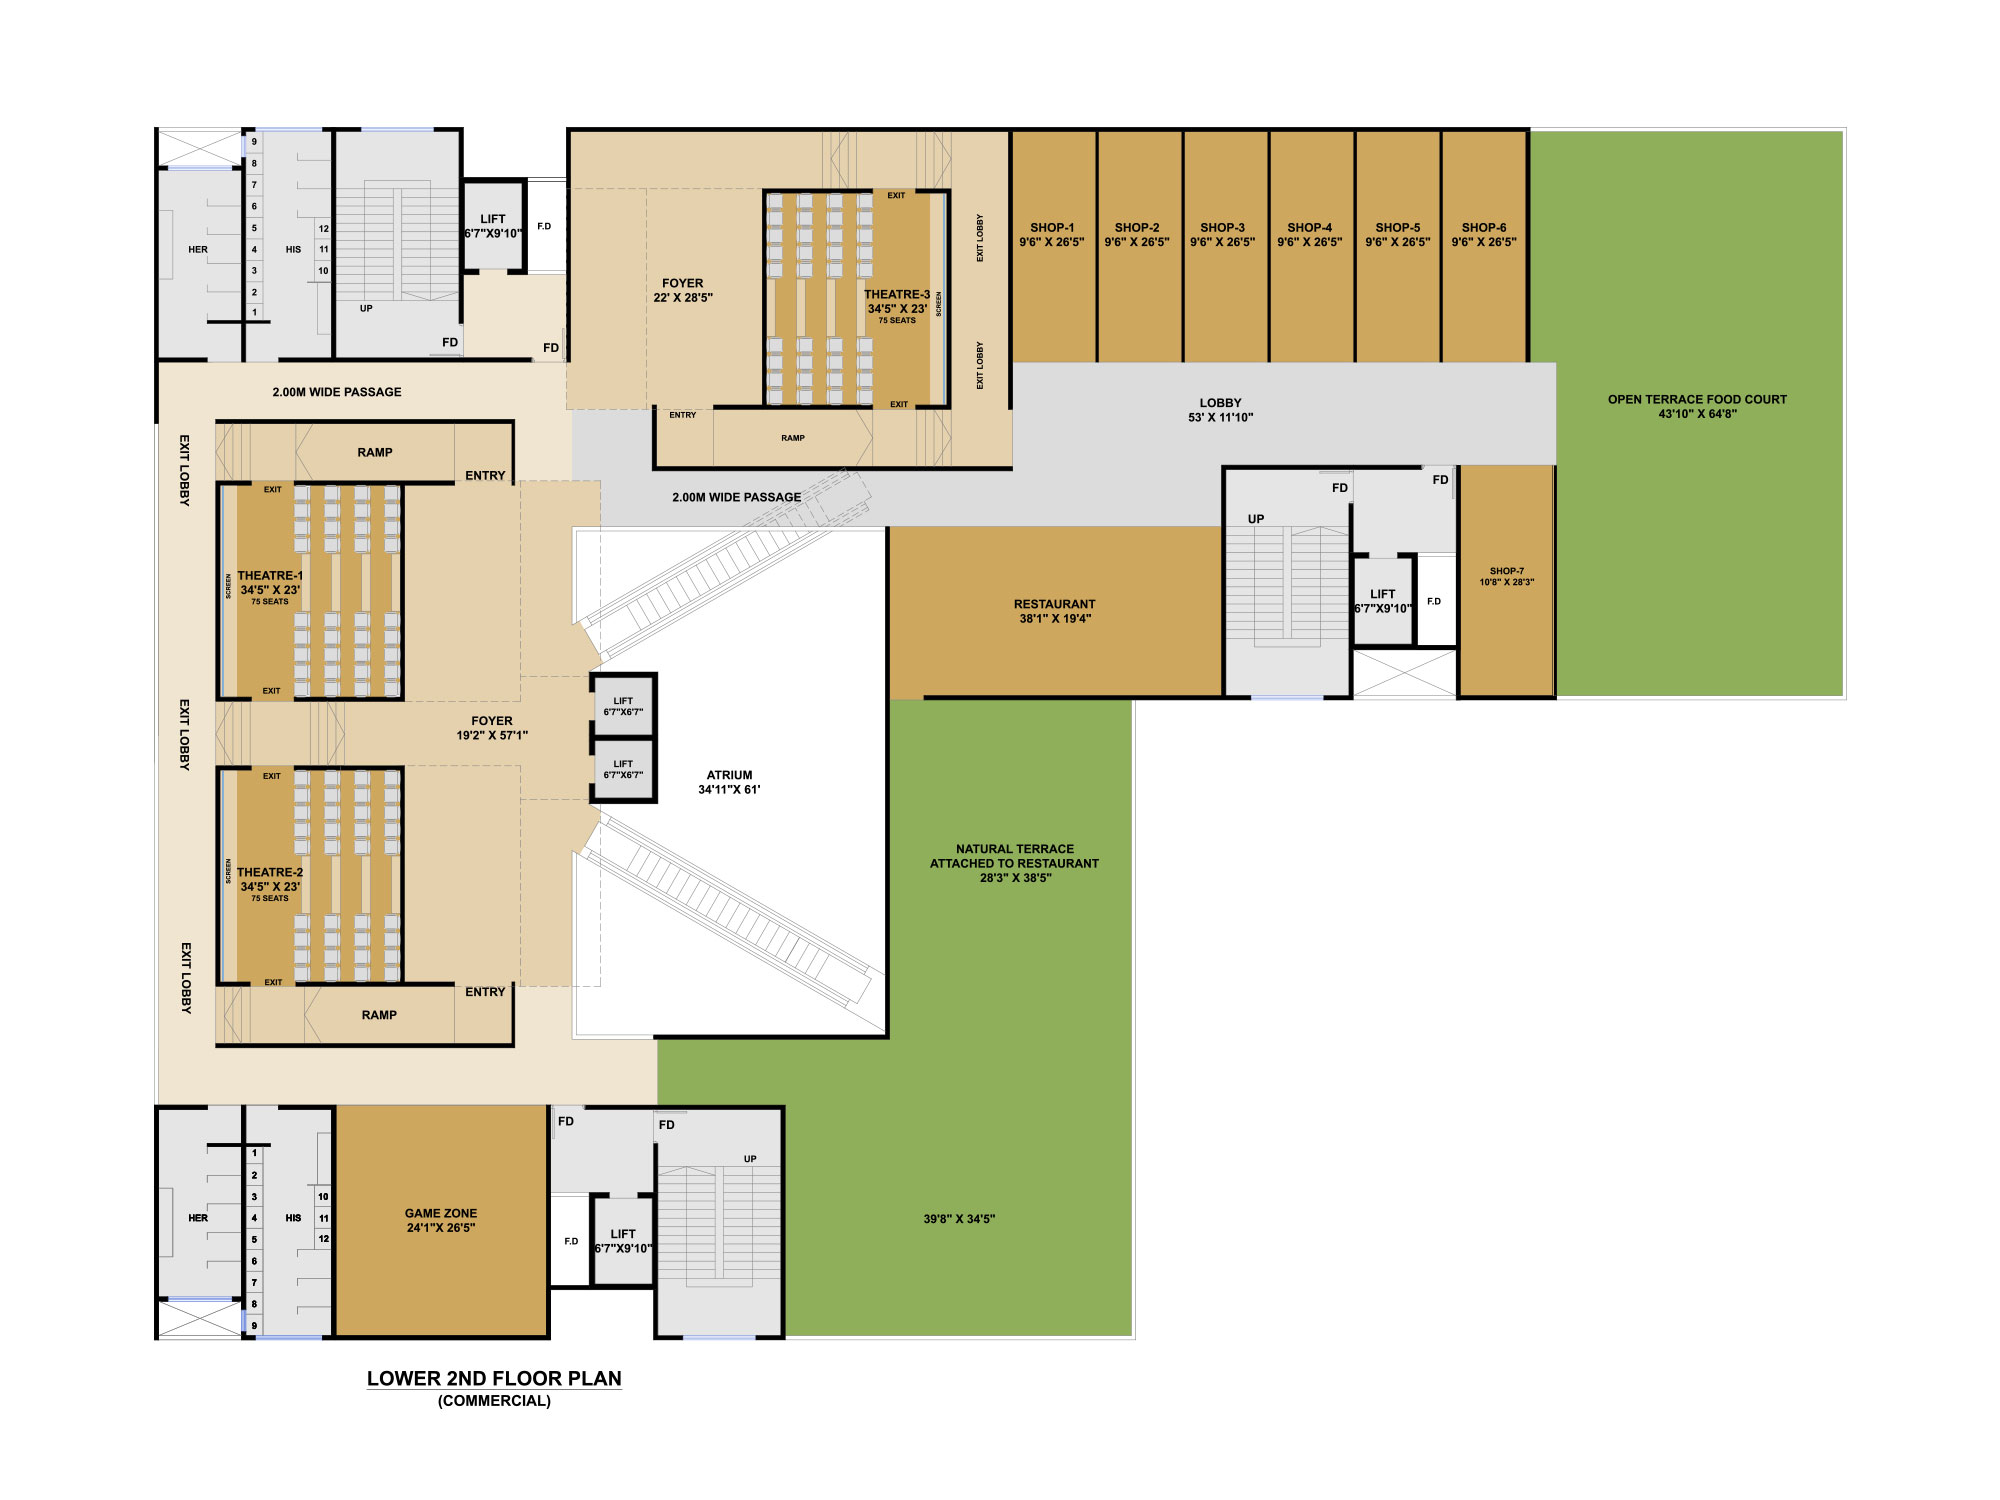 9
8
7
6
5
4
3
2
1
12
11
10
HER
HIS
UP
LIFT
6'7"X9'10"
F.D
FD
FD
2.00M WIDE PASSAGE
FOYER
22' X 28'5"
EXIT
THEATRE-3
34'5" X 23'
75 SEATS
SCREEN
EXIT
EXIT LOBBY
EXIT LOBBY
ENTRY
RAMP
SHOP-1
9'6" X 26'5"
SHOP-2
9'6" X 26'5"
SHOP-3
9'6" X 26'5"
SHOP-4
9'6" X 26'5"
SHOP-5
9'6" X 26'5"
SHOP-6
9'6" X 26'5"
LOBBY
53' X 11'10"
OPEN TERRACE FOOD COURT
43'10" X 64'8"
EXIT LOBBY
RAMP
ENTRY
2.00M WIDE PASSAGE
EXIT
THEATRE-1
34'5" X 23'
75 SEATS
SCREEN
EXIT
RESTAURANT
38'1" X 19'4"
UP
FD
FD
LIFT
6'7"X9'10"
F.D
SHOP-7
10'8" X 28'3"
EXIT LOBBY
FOYER
19'2" X 57'1"
LIFT
6'7"X6'7"
LIFT
6'7"X6'7"
ATRIUM
34'11"X 61'
EXIT
THEATRE-2
34'5" X 23'
75 SEATS
SCREEN
EXIT
NATURAL TERRACE
ATTACHED TO RESTAURANT
28'3" X 38'5"
EXIT LOBBY
ENTRY
RAMP
FD
FD
UP
1
2
3
4
5
6
7
8
9
10
11
12
HER
HIS
GAME ZONE
24'1"X 26'5"
F.D
LIFT
6'7"X9'10"
39'8" X 34'5"
LOWER 2ND FLOOR PLAN
(COMMERCIAL)